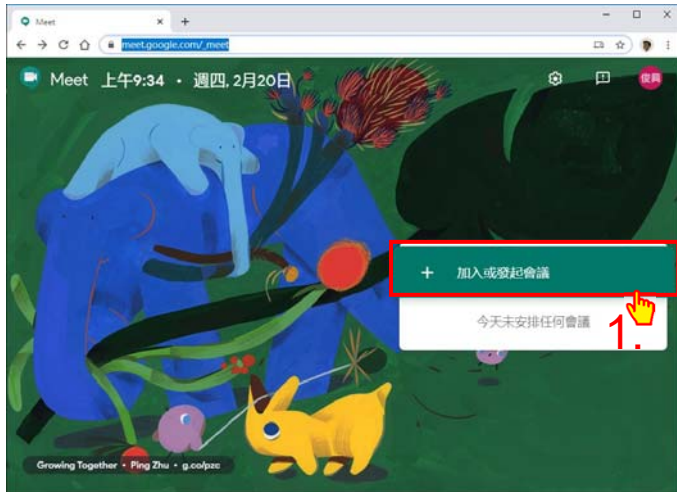 Meet
meet.google.com/_meet
Meet 上午9:34 • 週四, 2月20日
俊興
+ 加入或發起會議
今天未安排任何會議
1.
Growing Together • Ping Zhu • g.co/pzc